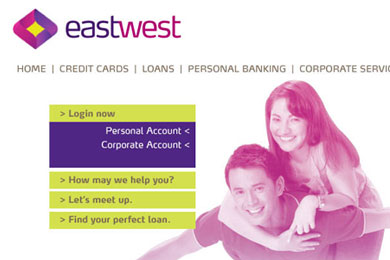 eastwest
HOME | CREDIT CARDS | LOANS | PERSONAL BANKING | CORPORATE
> Login now
Personal Account <
Corporate Account <
> How may we help you?
> Let's meet up.
> Find your perfect loan.